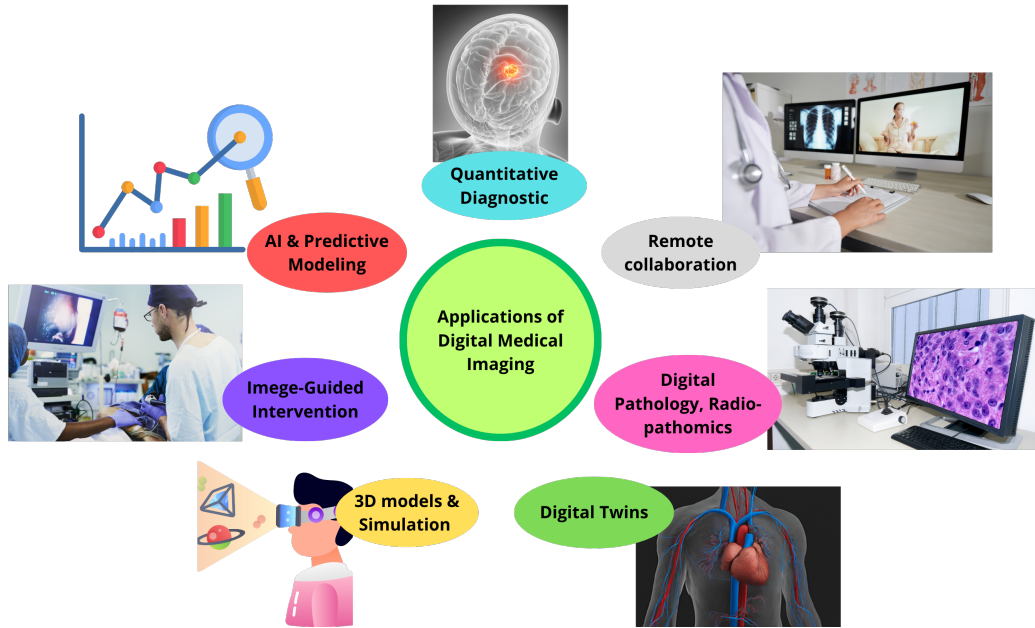 Quantitative
Diagnostic
AI & Predictive
Modeling
Remote
collaboration
Applications of
Digital Medical
Imaging
Imege-Guided
Intervention
Digital
Pathology, Radio-
pathomics
3D models &
Simulation
Digital Twins